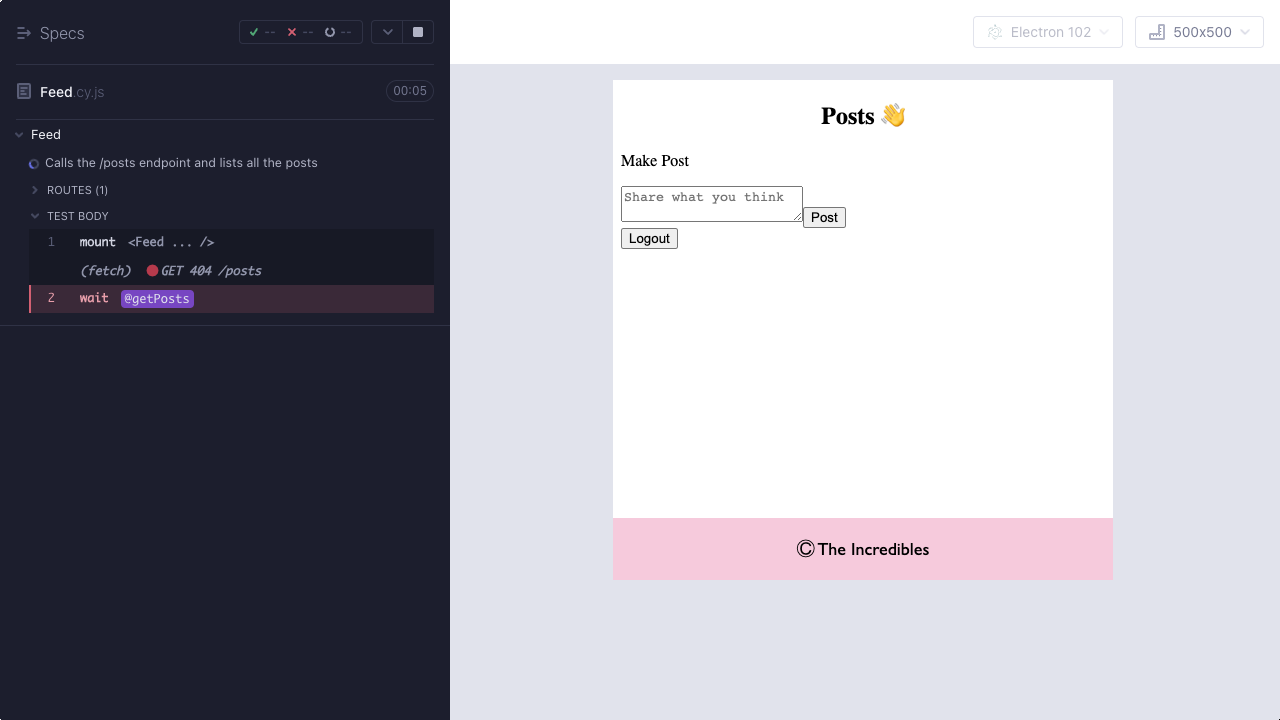 Specs
-- -- --
Feed.cy.js
00:05
Feed
Calls the /posts endpoint and lists all the posts
ROUTES (1)
TEST BODY
1 mount <Feed ... />
(fetch) GET 404 /posts
2 wait @getPosts
Electron 102
500x500
Posts 👋
Make Post
Share what you think
Post
Logout
© The Incredibles